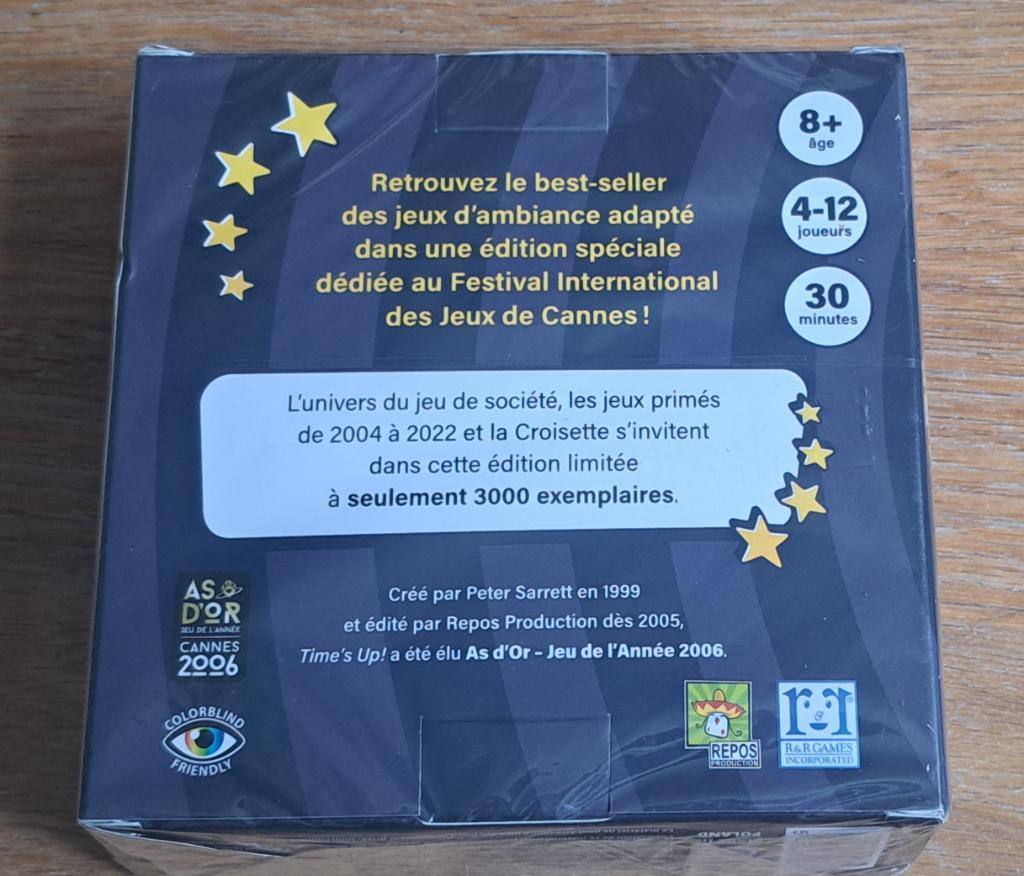 8+
âge
4-12
joueurs
30
minutes
Retrouvez le best-seller
des jeux d'ambiance adapté
dans une édition spéciale
dédiée au Festival International
des Jeux de Cannes !
L'univers du jeu de société, les jeux primés
de 2004 à 2022 et la Croisette s'invitent
dans cette édition limitée
à seulement 3000 exemplaires.
AS
D'OR
JEU DE L'ANNÉE
CANNES
2006
Créé par Peter Sarrett en 1999
et édité par Repos Production dès 2005,
Time's Up! a été élu As d'Or – Jeu de l'Année 2006.
COLORBLIND
FRIENDLY
REPOS
PRODUCTION
r&r
R&R GAMES
INCORPORATED
POLAND